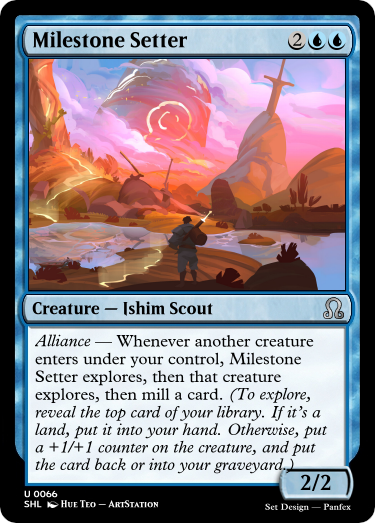 Milestone Setter 2
Creature — Ishim Scout
Alliance — Whenever another creature
enters under your control, Milestone
Setter explores, then that creature
explores, then mill a card. (To explore,
reveal the top card of your library. If it's a
land, put it into your hand. Otherwise, put
a +1/+1 counter on the creature, and put
the card back or into your graveyard.)
2/2
U 0066
SHL Hue Teo — ArtStation
Set Design — Panfex